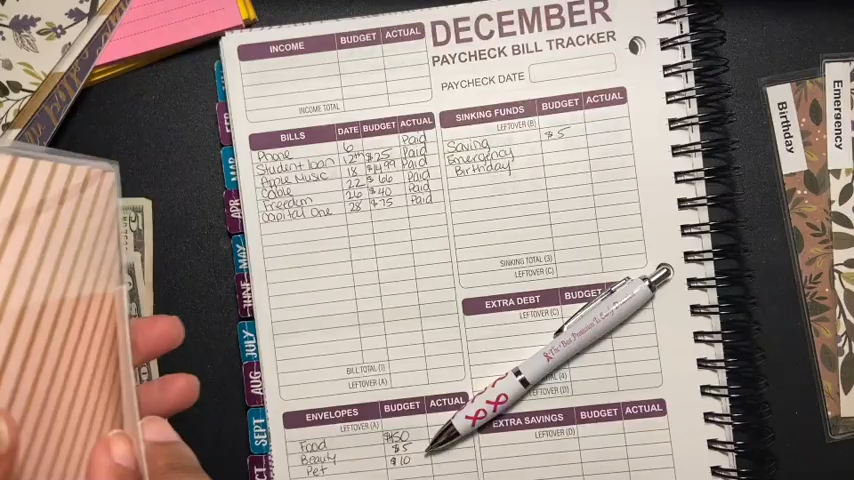 DECEMBER
PAYCHECK BILL TRACKER
PAYCHECK DATE
INCOME BUDGET ACTUAL
INCOME TOTAL
BILLS DATE BUDGET ACTUAL
Phone 6 Paid
Student loan 12th $25 Paid
Apple Music 18 $14.99 Paid
Cable 22 $66 Paid
Freedom 26 $40 Paid
Capital One 28 $75 Paid
BILL TOTAL (1)
LEFTOVER (A)
ENVELOPES BUDGET ACTUAL
LEFTOVER (A)
Food $150
Beauty $5
Pet $10
SINKING FUNDS BUDGET ACTUAL
LEFTOVER (B)
Saving $5
Emergency
Birthday
SINKING TOTAL (3)
LEFTOVER (C)
EXTRA DEBT BUDGET
LEFTOVER (C)
(4)
(D)
EXTRA SAVINGS BUDGET ACTUAL
LEFTOVER (D)
MAR
APR
MAY
JUNE
JULY
AUG
SEPT
Birthday
Emergency